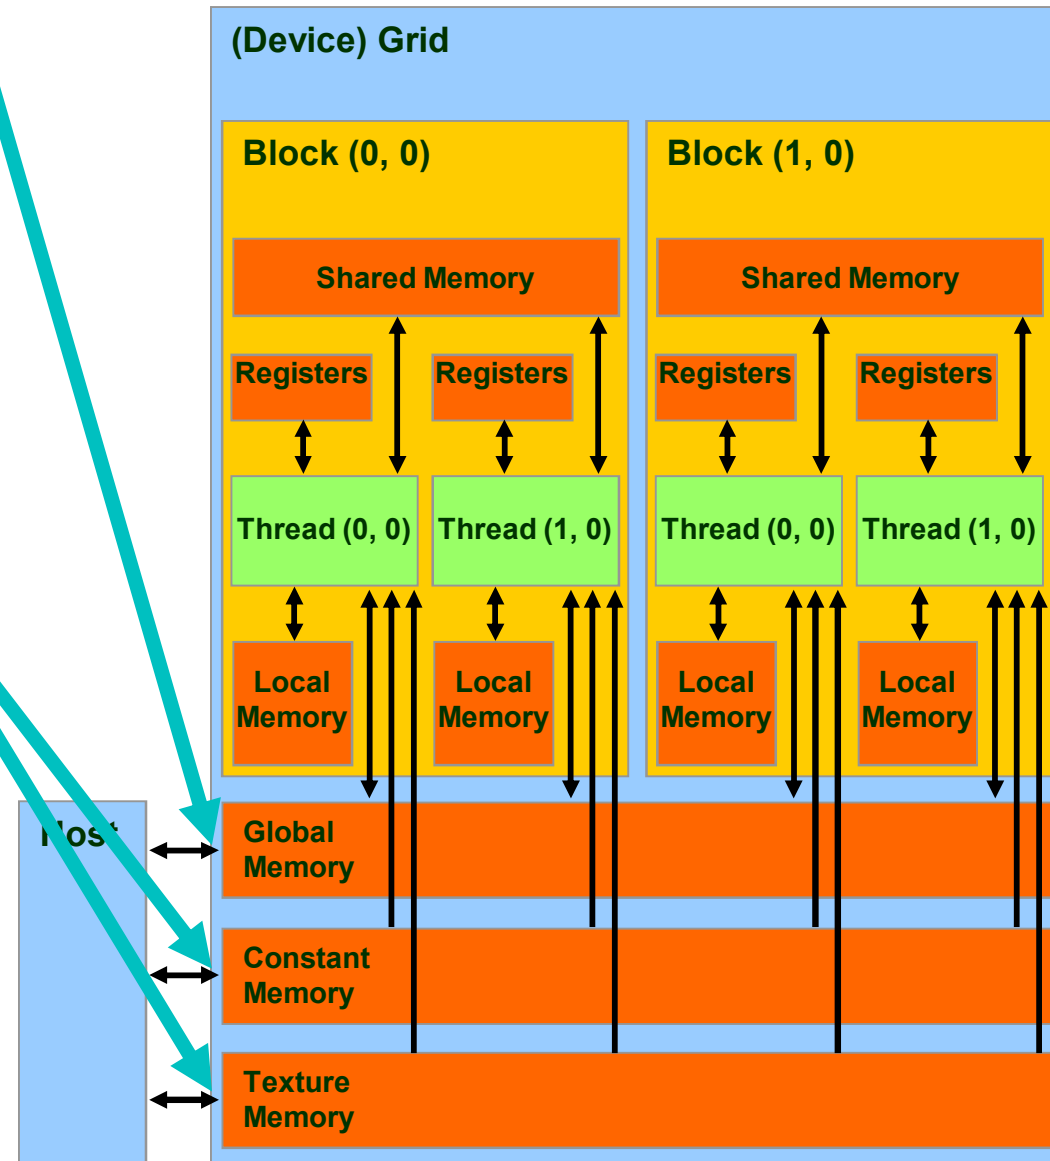 (Device) Grid
Block (0, 0)
Block (1, 0)
Shared Memory
Shared Memory
Registers
Registers
Registers
Registers
Thread (0, 0)
Thread (1, 0)
Thread (0, 0)
Thread (1, 0)
Local
Memory
Local
Memory
Local
Memory
Local
Memory
Host
Global
Memory
Constant
Memory
Texture
Memory